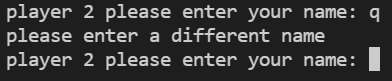 player 2 please enter your name: q
please enter a different name
player 2 please enter your name: